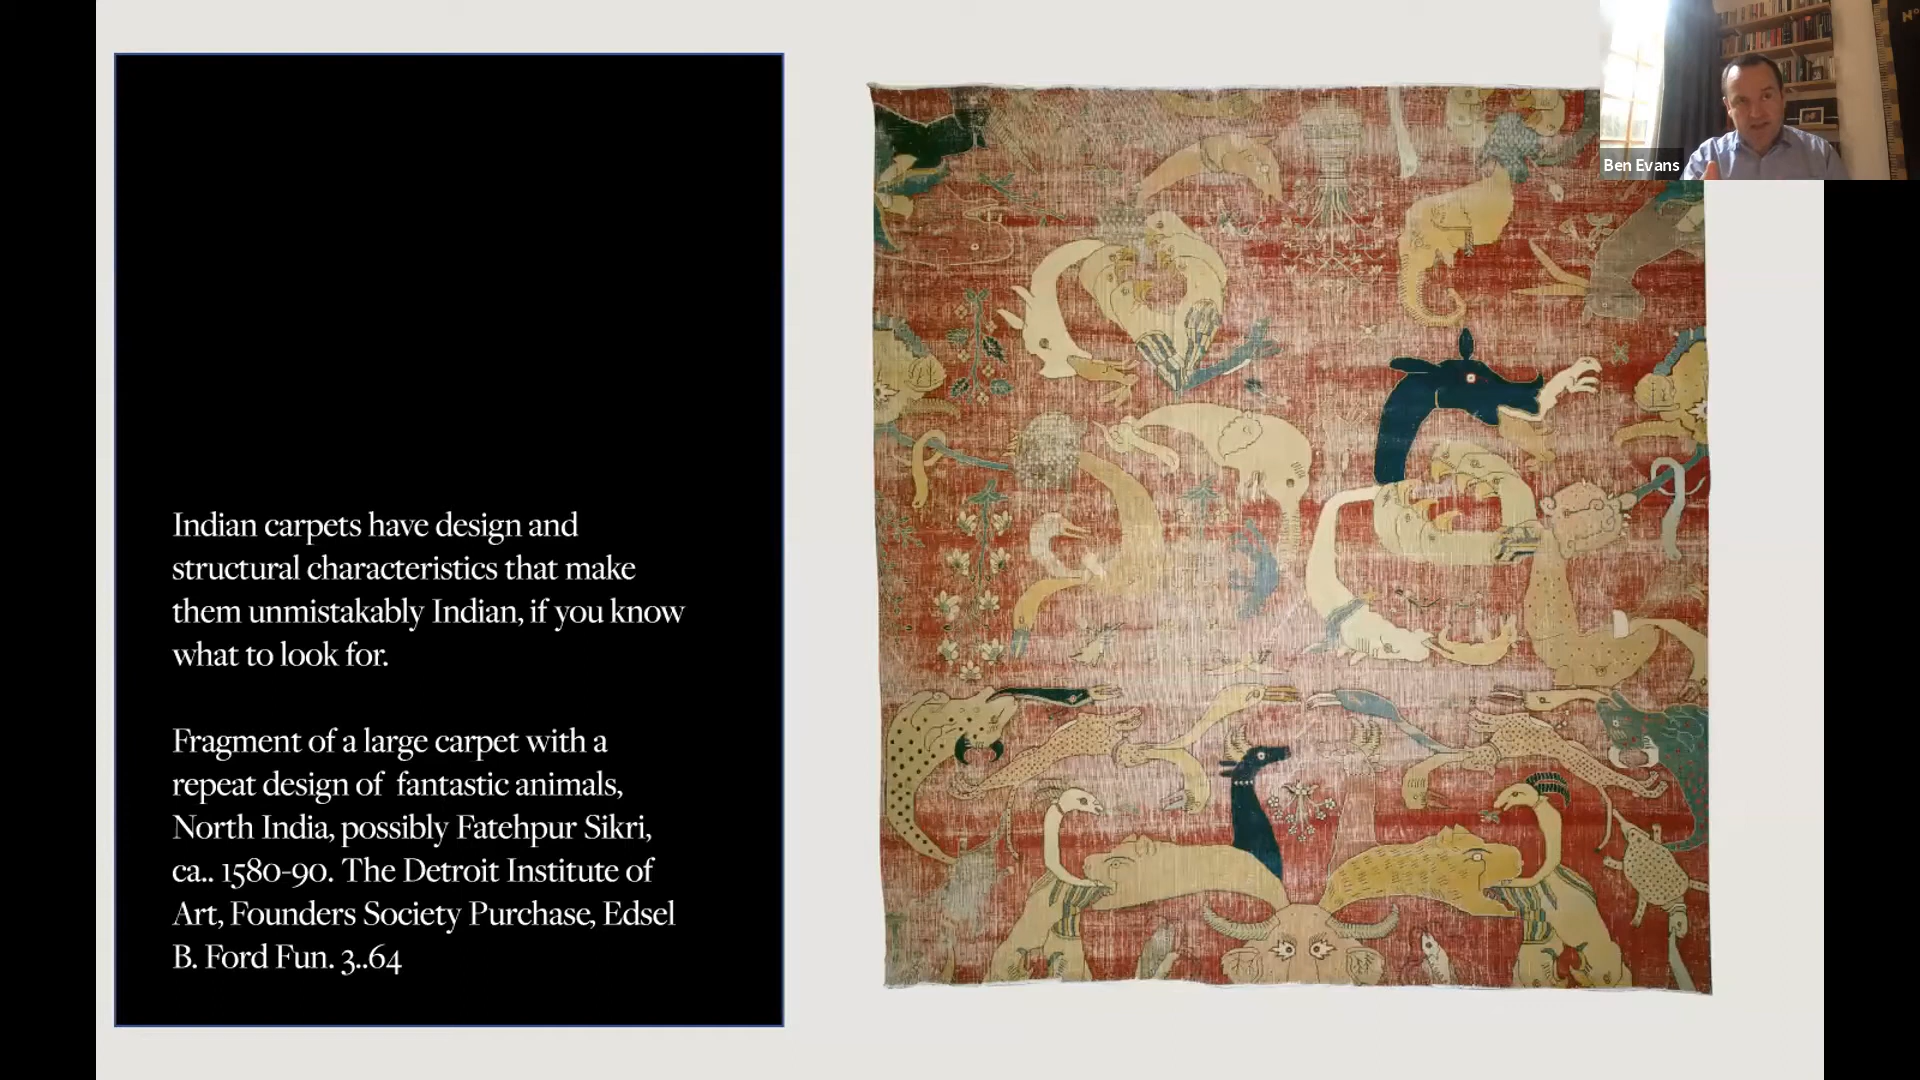 Indian carpets have design and
structural characteristics that make
them unmistakably Indian, if you know
what to look for.
Fragment of a large carpet with a
repeat design of  fantastic animals,
North India, possibly Fatehpur Sikri,
ca.. 1580-90. The Detroit Institute of
Art, Founders Society Purchase, Edsel
B. Ford Fun. 3..64
Ben Evans